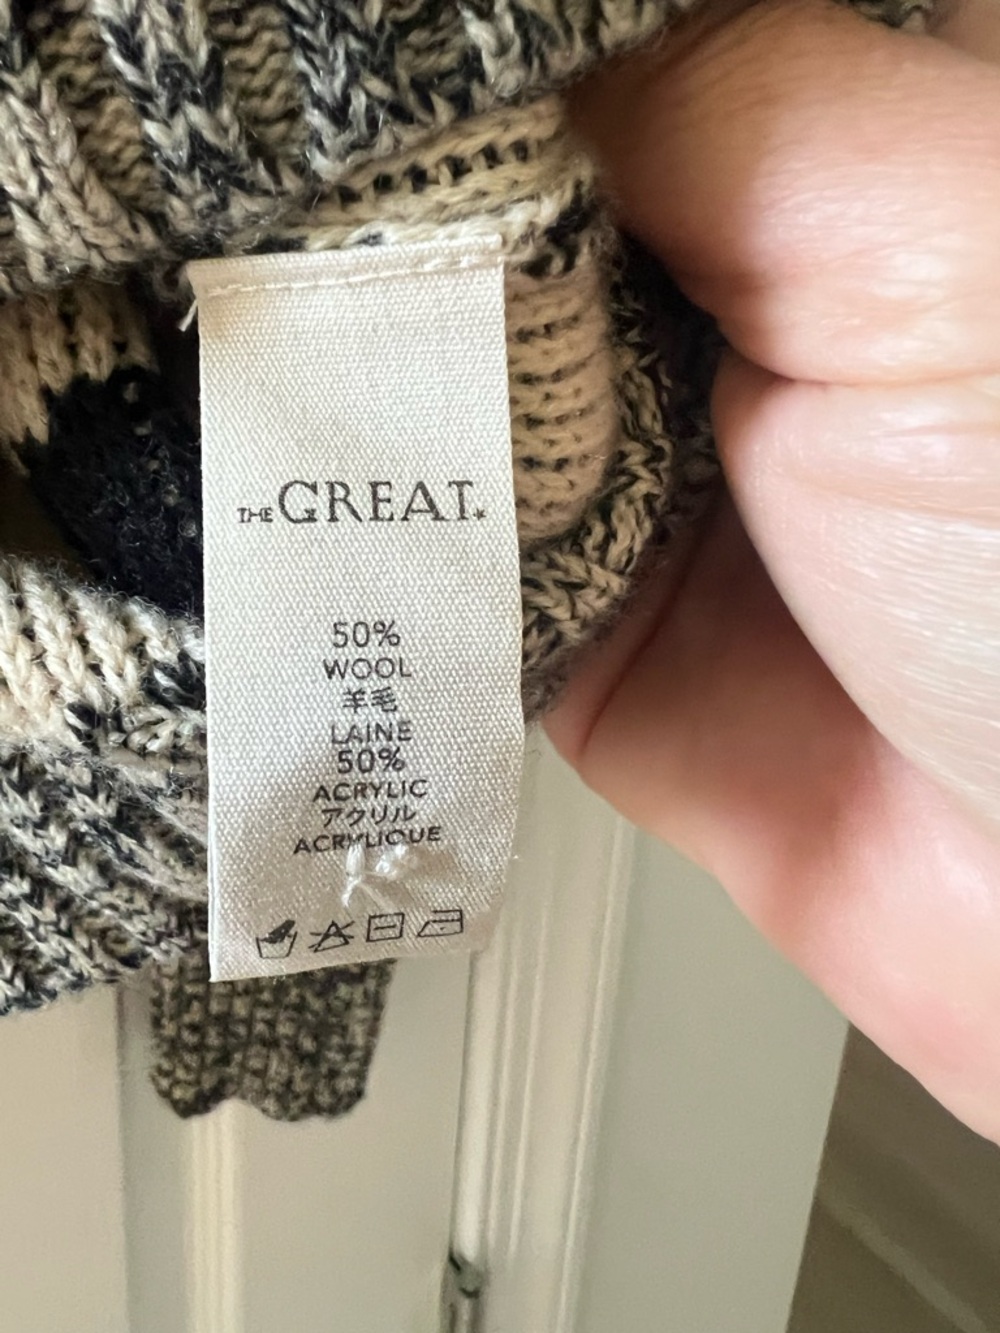 THE GREAT.
50%
WOOL
羊毛
LAINE
50%
ACRYLIC
アクリル
ACRYLIQUE